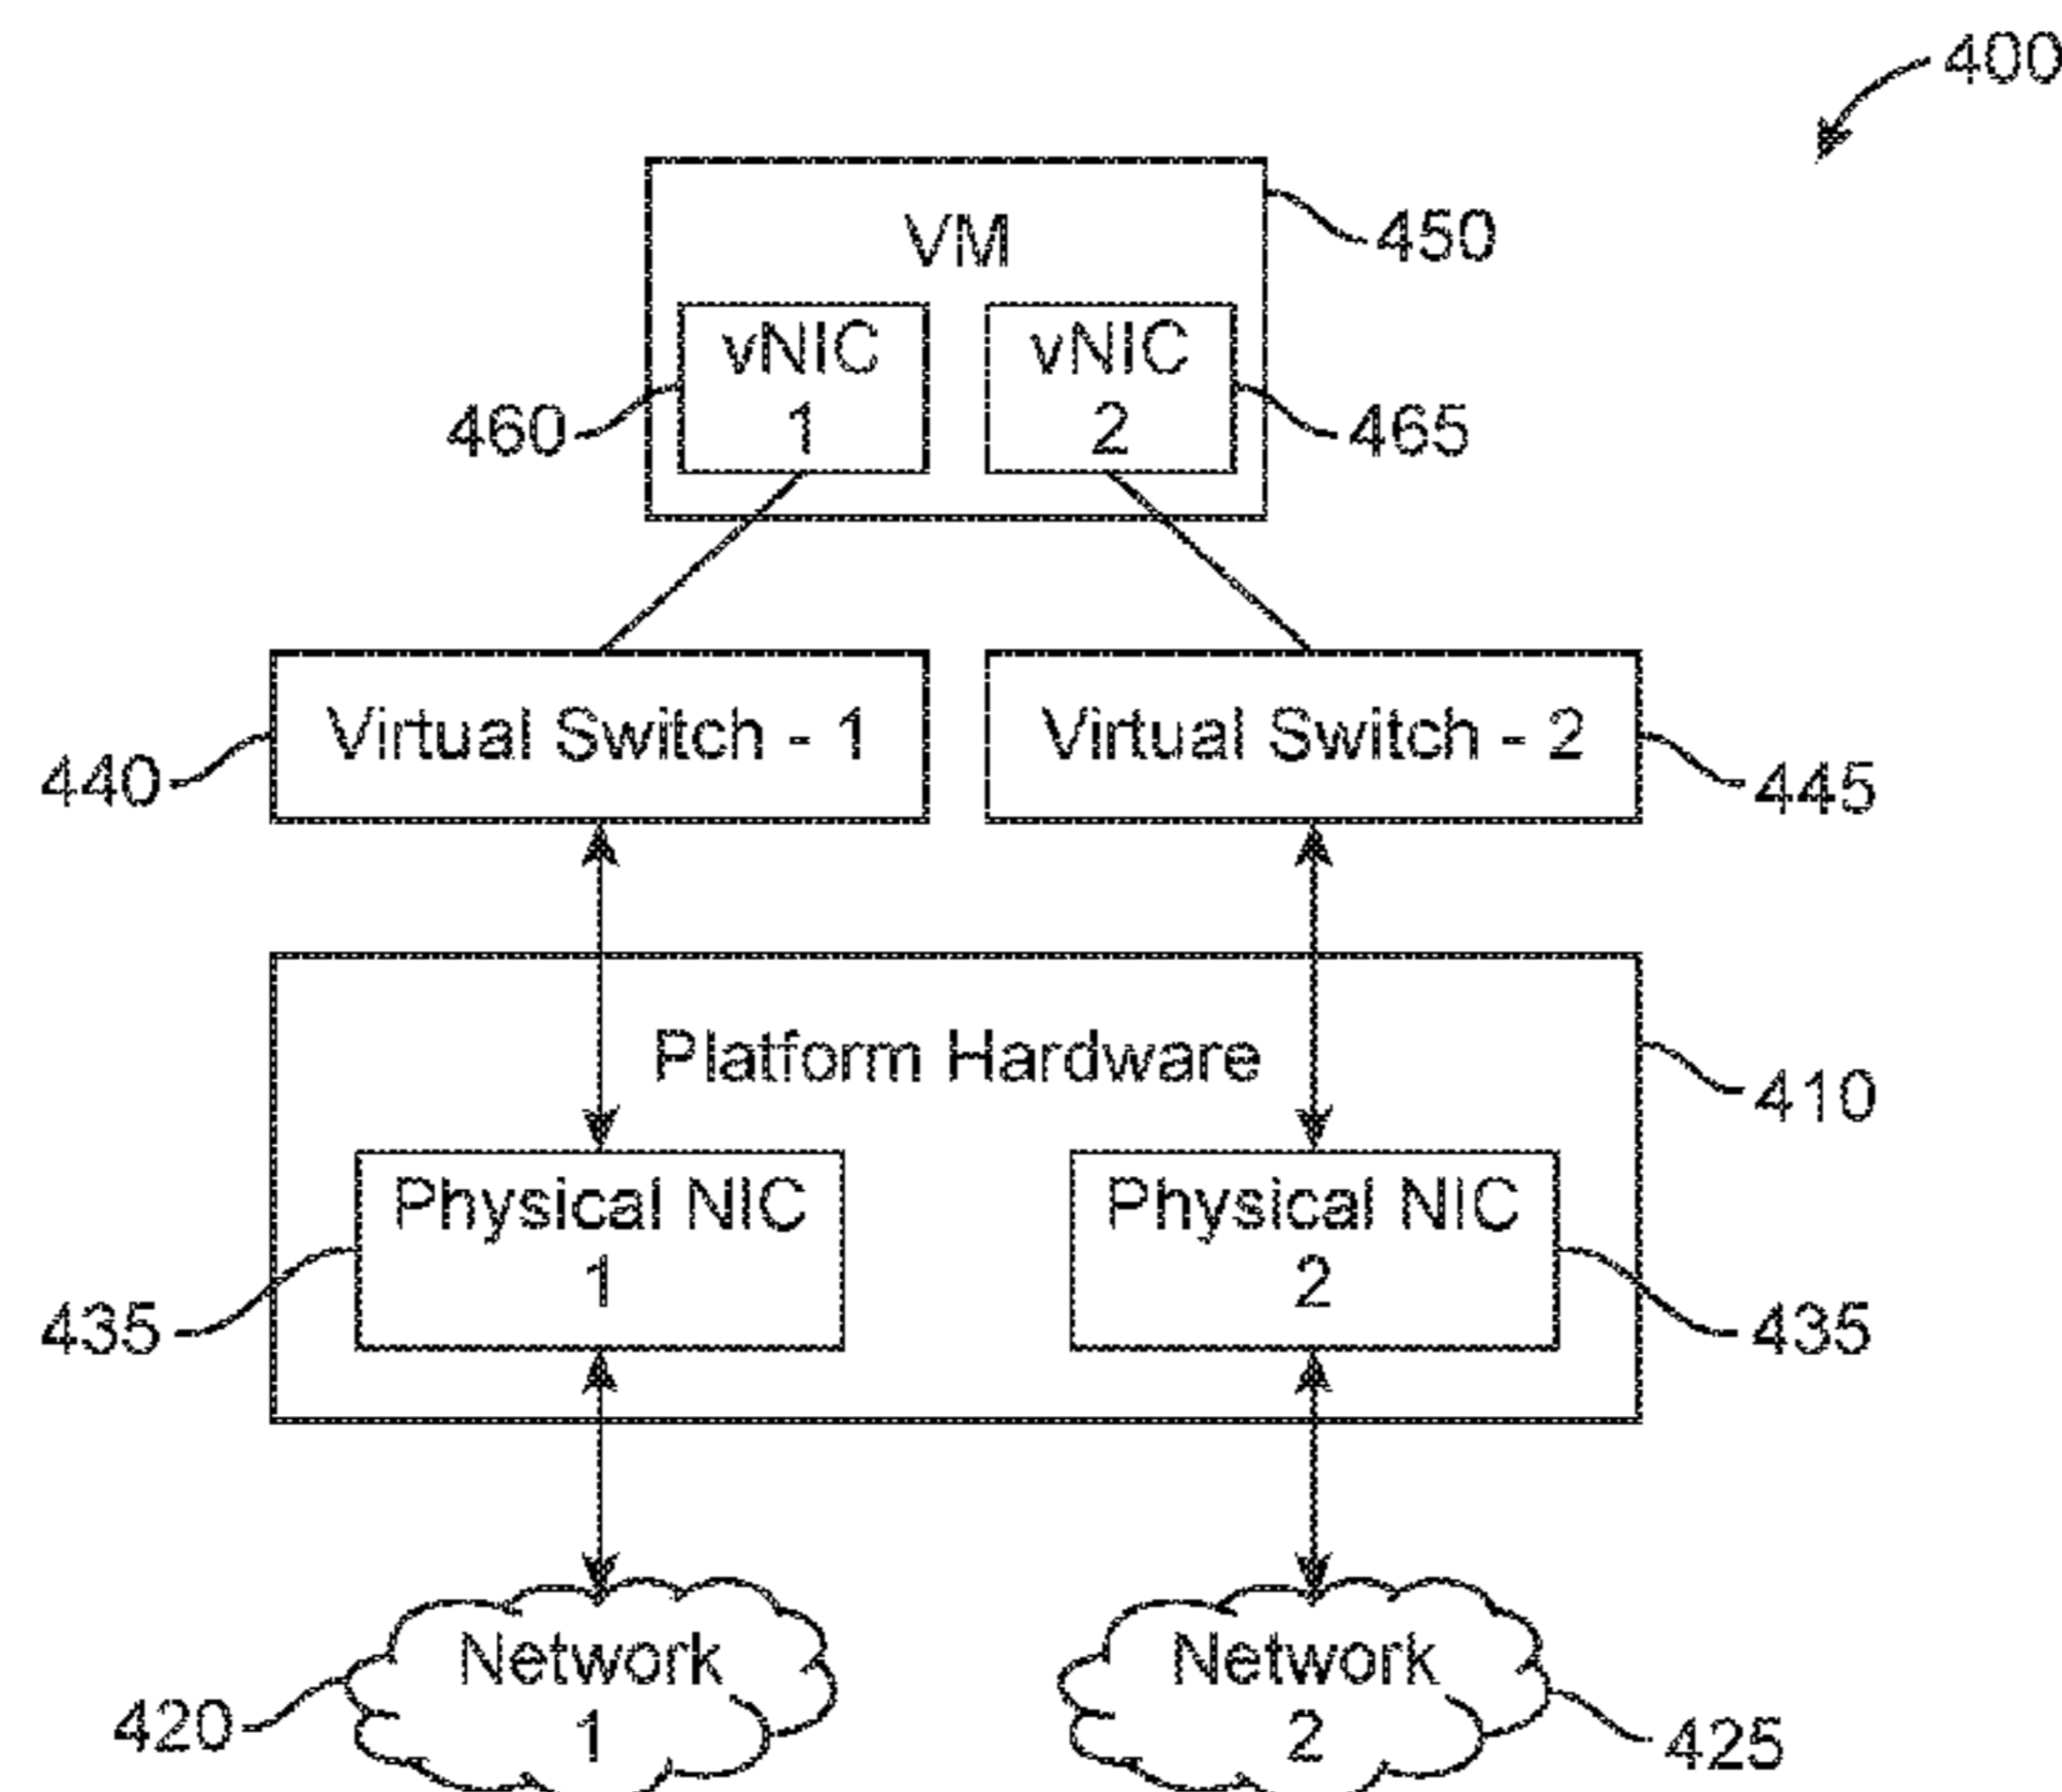 400
VM
450
vNIC
1
vNIC
2
460
465
Virtual Switch - 1
Virtual Switch - 2
440
445
Platform Hardware
410
Physical NIC
1
Physical NIC
2
435
435
Network
1
Network
2
420
425